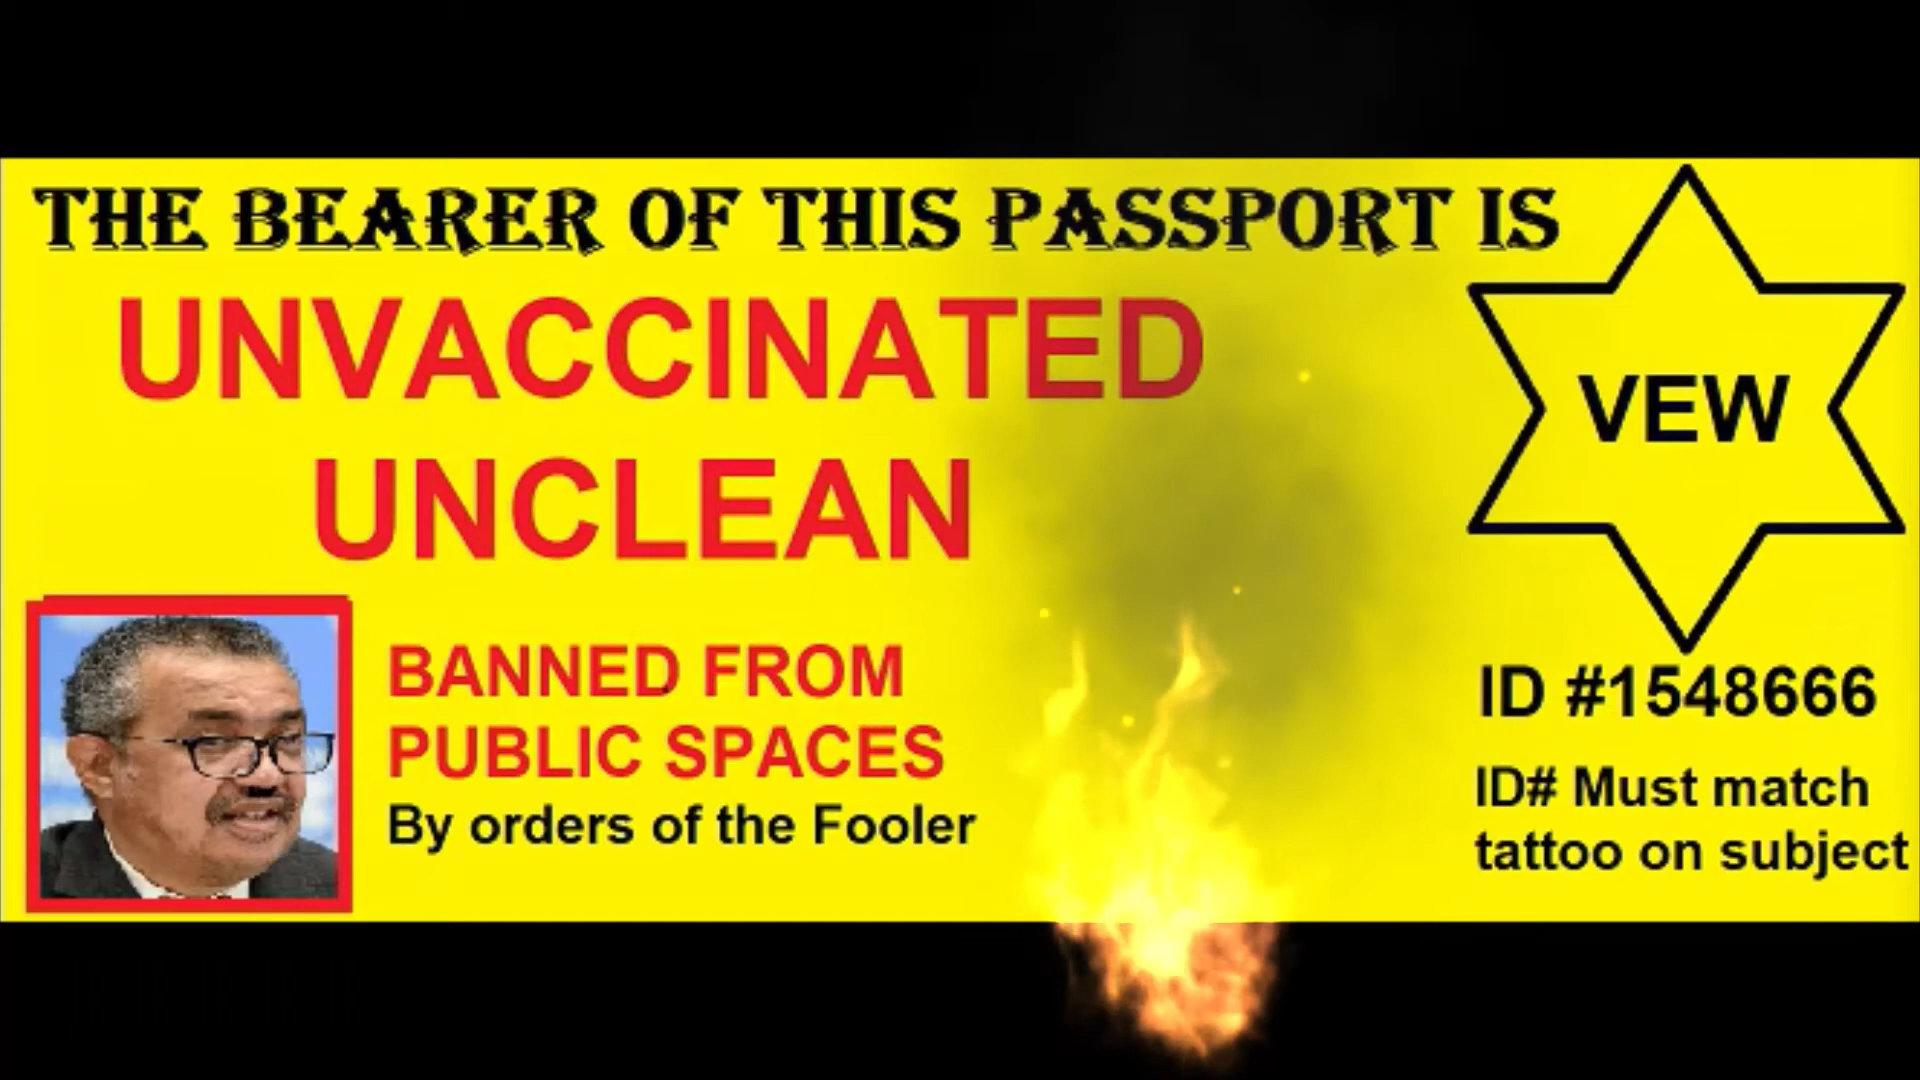 THE BEARER OF THIS PASSPORT IS
UNVACCINATED
UNCLEAN
VEW
BANNED FROM
PUBLIC SPACES
By orders of the Fooler
ID #1548666
ID# Must match
tattoo on subject